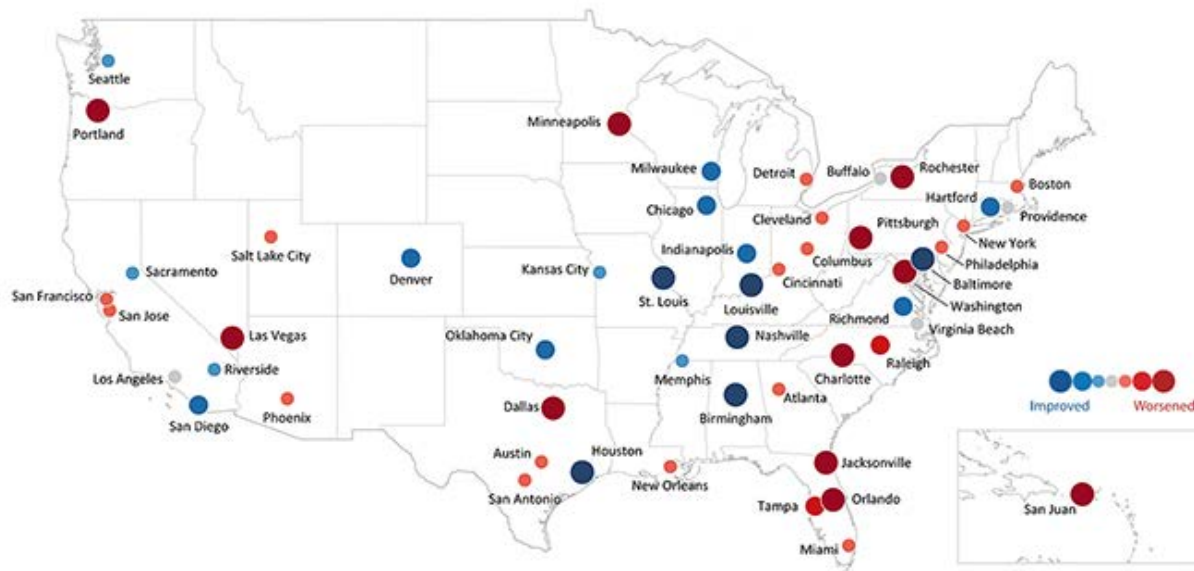 Seattle
Portland
Minneapolis
Milwaukee
Detroit
Buffalo
Rochester
Boston
Hartford
Providence
Chicago
Cleveland
Pittsburgh
New York
Salt Lake City
Indianapolis
Columbus
Philadelphia
Sacramento
Denver
Kansas City
Cincinnati
Baltimore
San Francisco
St. Louis
Louisville
Washington
San Jose
Richmond
Virginia Beach
Las Vegas
Oklahoma City
Nashville
Raleigh
Los Angeles
Riverside
Memphis
Charlotte
San Diego
Phoenix
Dallas
Birmingham
Atlanta
Improved
Worsened
Austin
Houston
Jacksonville
San Antonio
New Orleans
Tampa
Orlando
San Juan
Miami